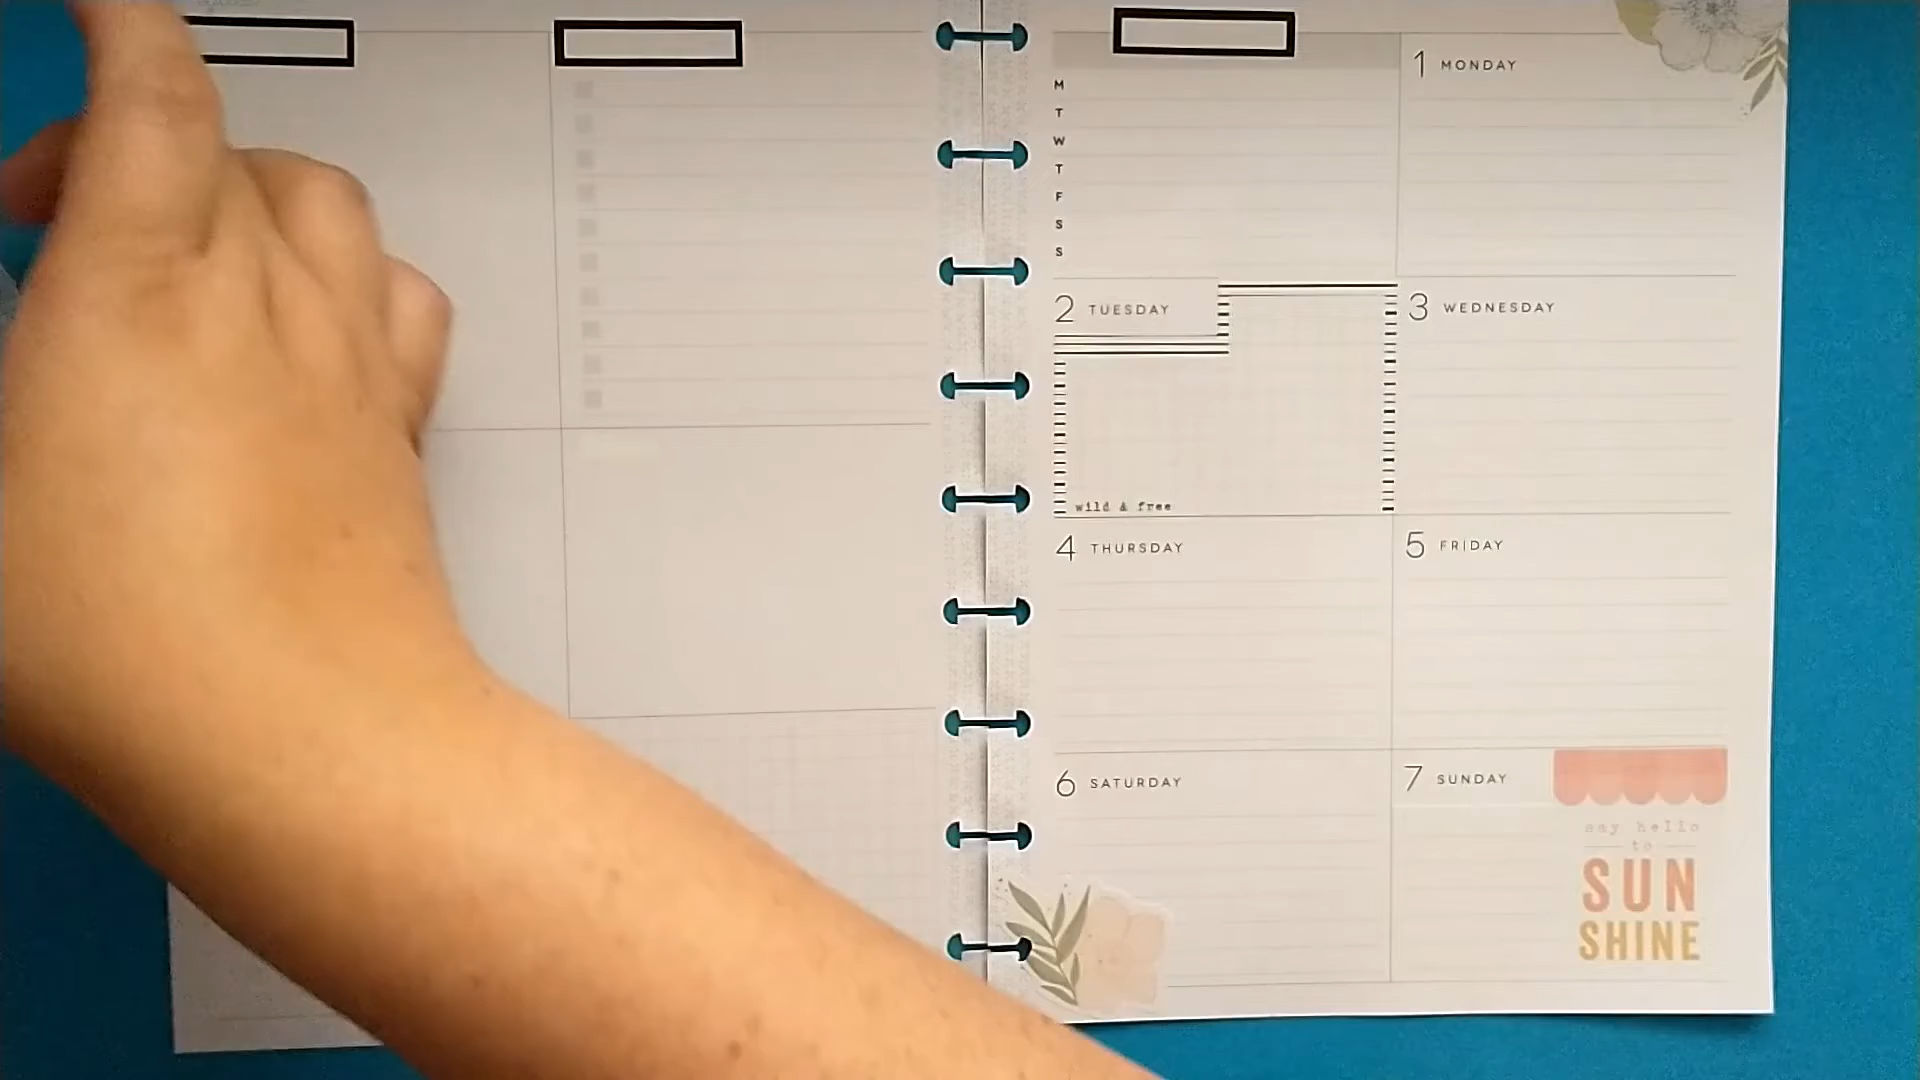 M
T
W
T
F
S
S
1 MONDAY
2 TUESDAY
wild & free
3 WEDNESDAY
4 THURSDAY
5 FRIDAY
6 SATURDAY
7 SUNDAY
say hello
to
SUN
SHINE